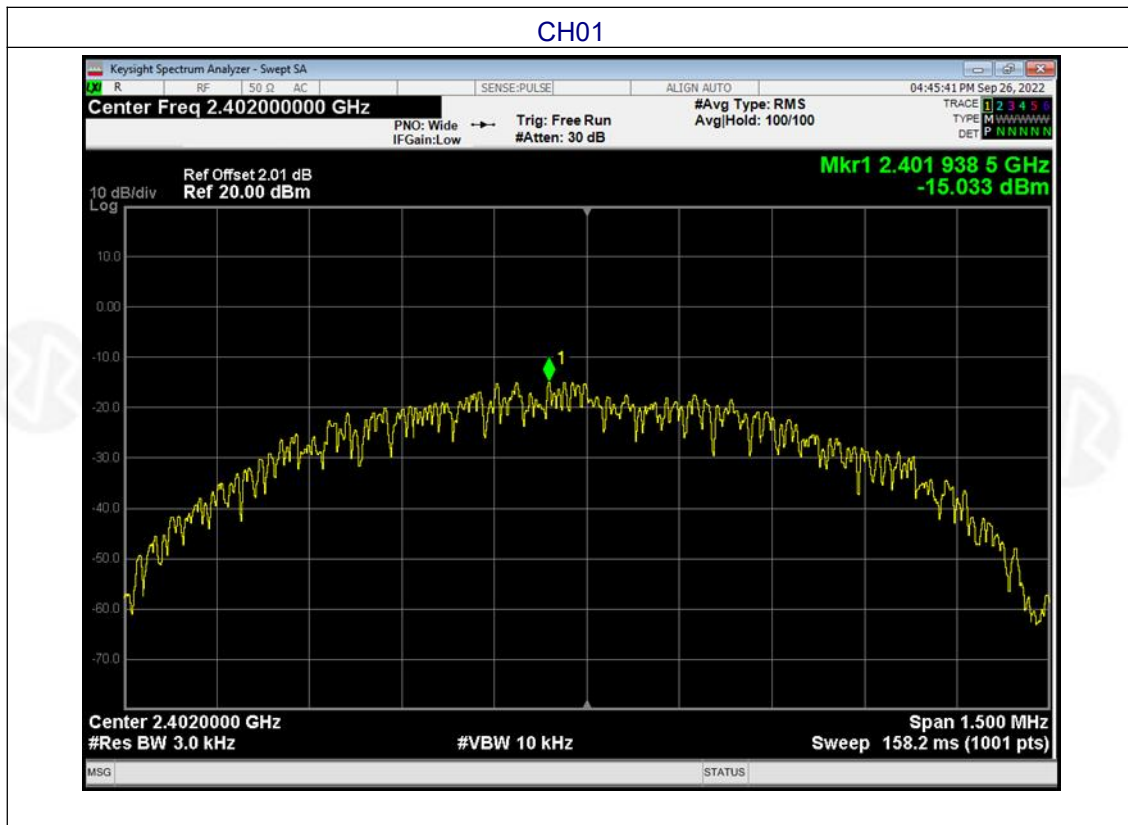 CH01
Keysight Spectrum Analyzer - Swept SA
LXI R RF 50 Ω AC SENSE:PULSE ALIGN AUTO 04:45:41 PM Sep 26, 2022
Center Freq 2.402000000 GHz #Avg Type: RMS TRACE 1 2 3 4 5 6
PNO: Wide Trig: Free Run Avg|Hold: 100/100 TYPE M WWWWW
IFGain:Low #Atten: 30 dB DET P N N N N N
Mkr1 2.401 938 5 GHz
Ref Offset 2.01 dB
10 dB/div Ref 20.00 dBm -15.033 dBm
Log
10.0
0.00
1
-10.0
-20.0
-30.0
-40.0
-50.0
-60.0
-70.0
Center 2.4020000 GHz Span 1.500 MHz
#Res BW 3.0 kHz #VBW 10 kHz Sweep 158.2 ms (1001 pts)
MSG STATUS